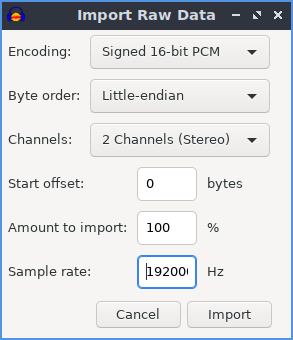 Import Raw Data
Encoding: Signed 16-bit PCM
Byte order: Little-endian
Channels: 2 Channels (Stereo)
Start offset: 0 bytes
Amount to import: 100 %
Sample rate: 19200 Hz
Cancel Import